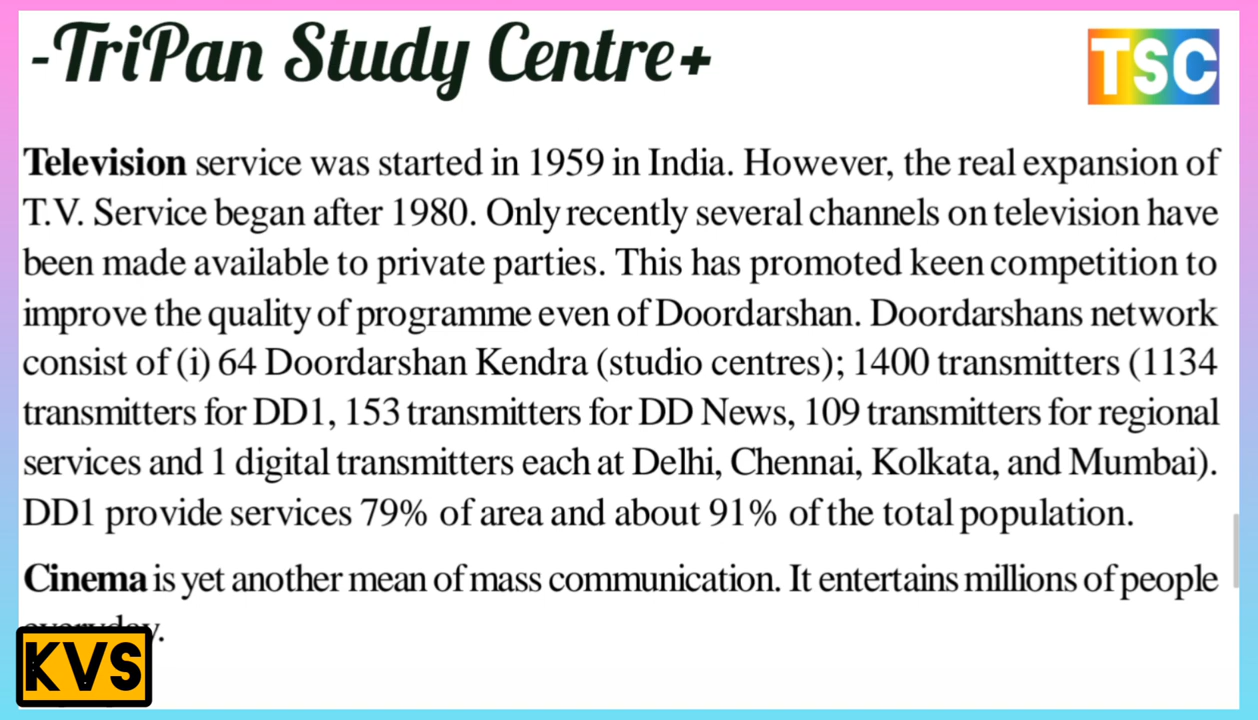 -TriPan Study Centre+
TSC
Television service was started in 1959 in India. However, the real expansion of
T.V. Service began after 1980. Only recently several channels on television have
been made available to private parties. This has promoted keen competition to
improve the quality of programme even of Doordarshan. Doordarshans network
consist of (i) 64 Doordarshan Kendra (studio centres); 1400 transmitters (1134
transmitters for DD1, 153 transmitters for DD News, 109 transmitters for regional
services and 1 digital transmitters each at Delhi, Chennai, Kolkata, and Mumbai).
DD1 provide services 79% of area and about 91% of the total population.
Cinema is yet another mean of mass communication. It entertains millions of people
everyday.
KVS